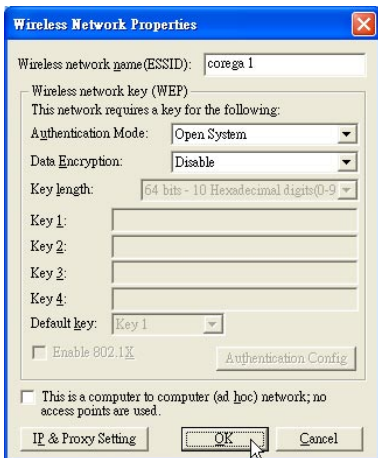 Wireless Network Properties
Wireless network name(ESSID): corega 1
Wireless network key (WEP)
This network requires a key for the following:
Authentication Mode: Open System
Data Encryption: Disable
Key length: 64 bits - 10 Hexadecimal digits(0-9
Key 1:
Key 2:
Key 3:
Key 4:
Default key: Key 1
Enable 802.1X
Authentication Config
This is a computer to computer (ad hoc) network; no
access points are used.
IP & Proxy Setting OK Cancel